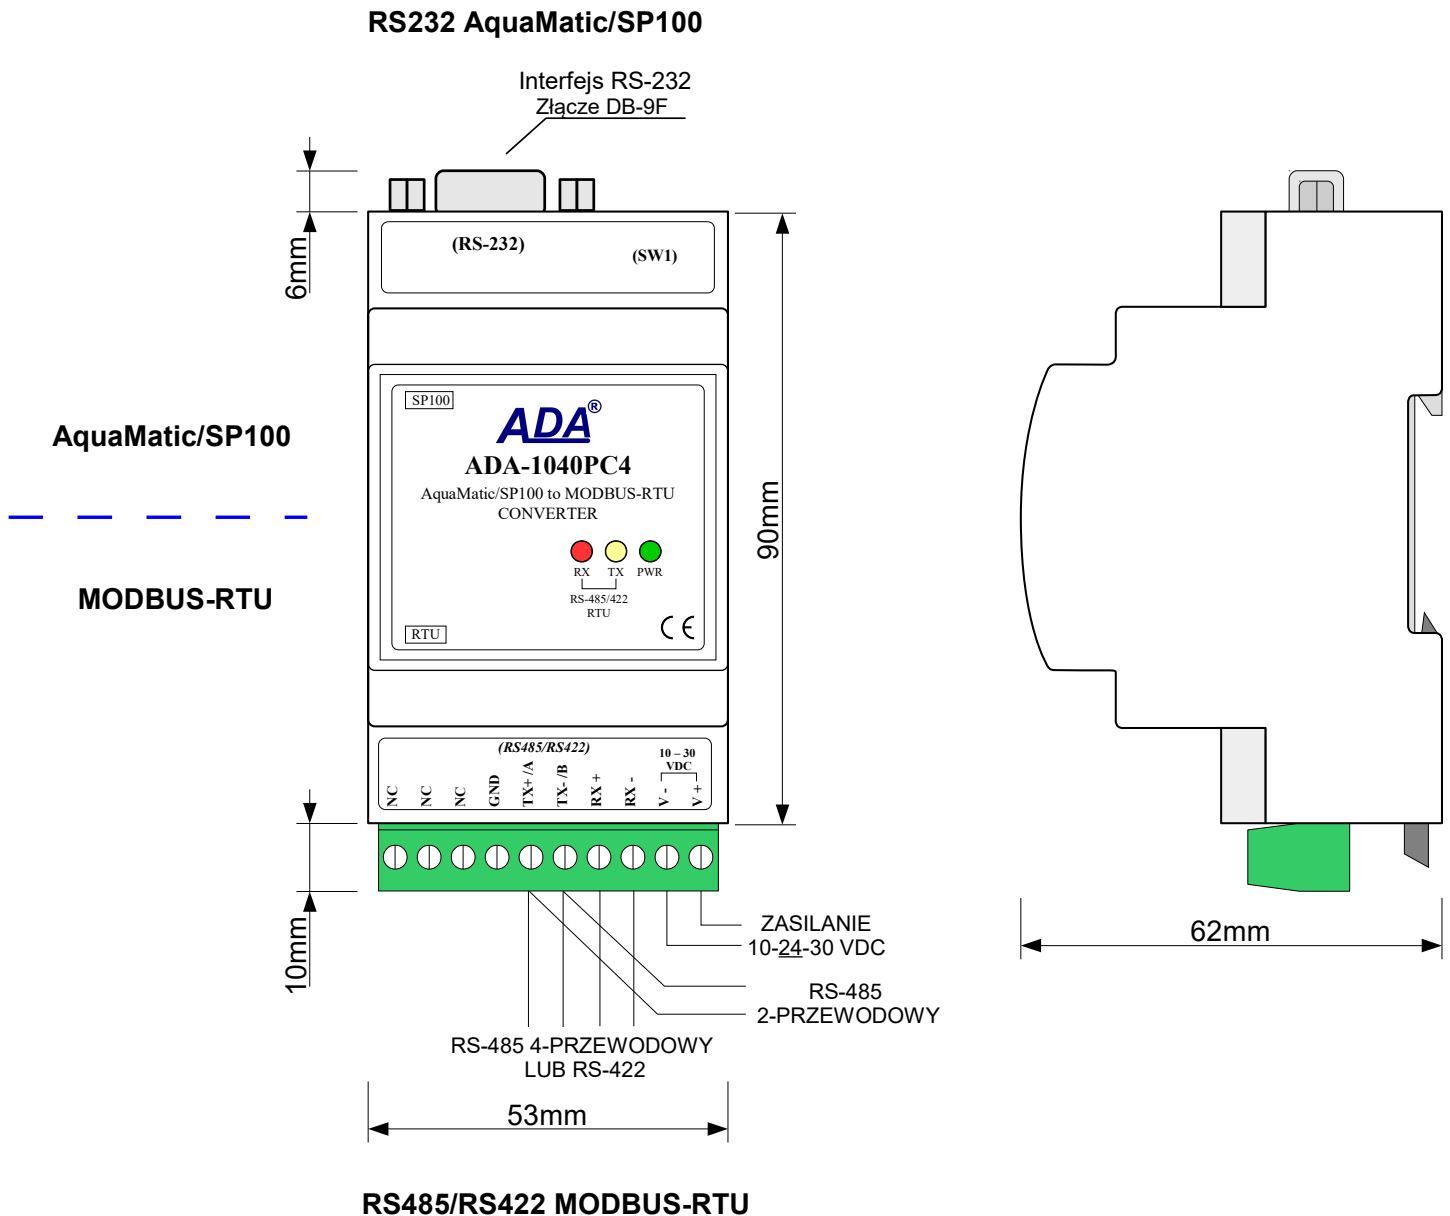 RS232 AquaMatic/SP100
Interfejs RS-232
Złącze DB-9F
6mm
(RS-232)
(SW1)
SP100
ADA®
ADA-1040PC4
AquaMatic/SP100 to MODBUS-RTU
CONVERTER
RX TX PWR
RS-485/422
RTU
RTU
CE
AquaMatic/SP100
MODBUS-RTU
90mm
(RS485/RS422)
10 – 30
VDC
NC
NC
NC
GND
TX+ /A
TX- /B
RX +
RX -
V -
V +
10mm
ZASILANIE
10-24-30 VDC
RS-485
2-PRZEWODOWY
RS-485 4-PRZEWODOWY
LUB RS-422
53mm
62mm
RS485/RS422 MODBUS-RTU